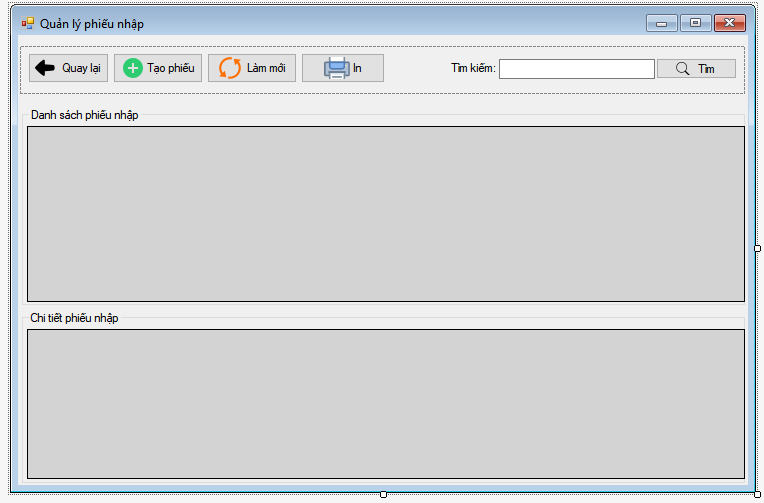 Quản lý phiếu nhập
Quay lại Tạo phiếu Làm mới In Tìm kiếm: Tìm
Danh sách phiếu nhập
Chi tiết phiếu nhập